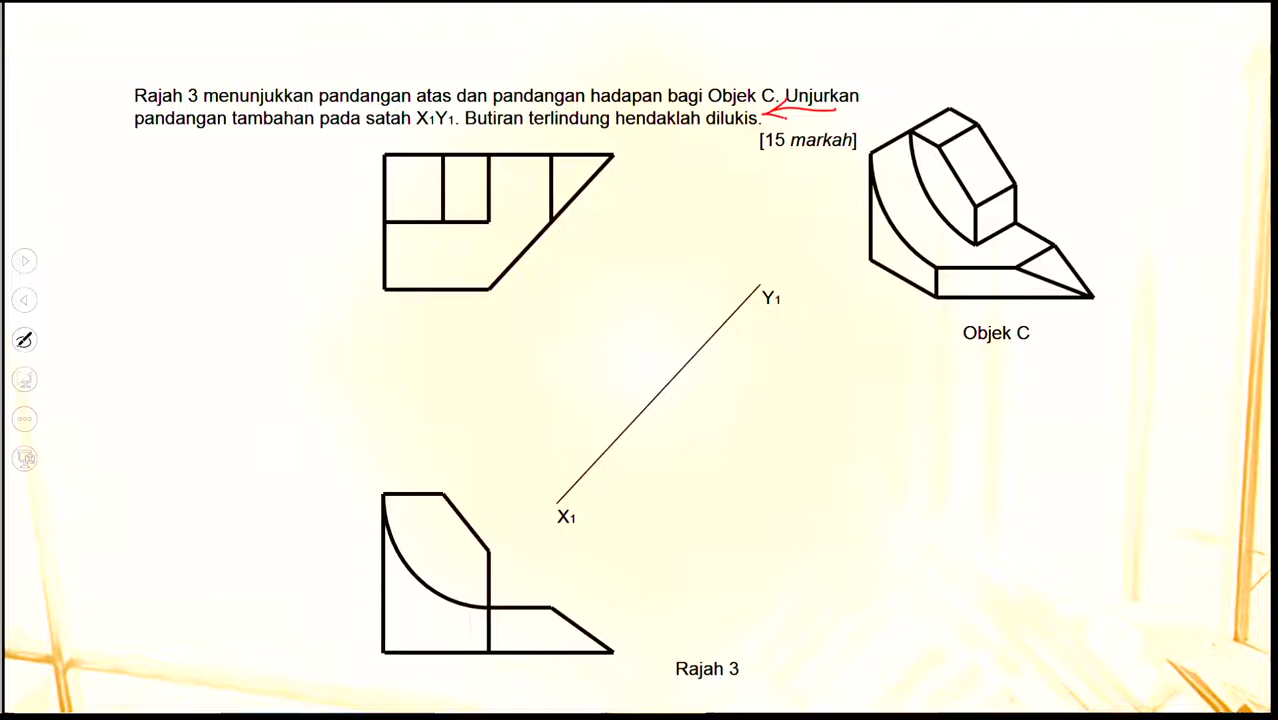 Rajah 3 menunjukkan pandangan atas dan pandangan hadapan bagi Objek C. Unjurkan
pandangan tambahan pada satah X₁Y₁. Butiran terlindung hendaklah dilukis.
[15 markah]
Y₁
Objek C
X₁
Rajah 3